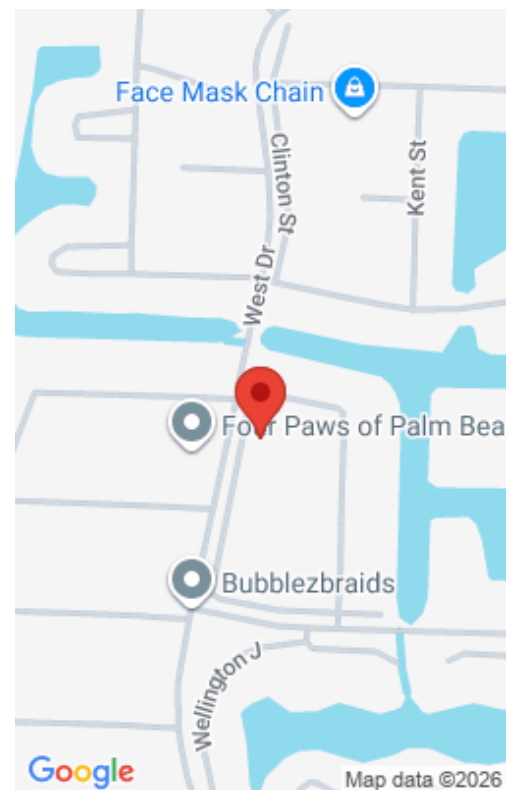 Face Mask Chain
Clinton St
Kent St
West Dr
Four Paws of Palm Bea
Bubblezbraids
Wellington J
Google
Map data ©2026